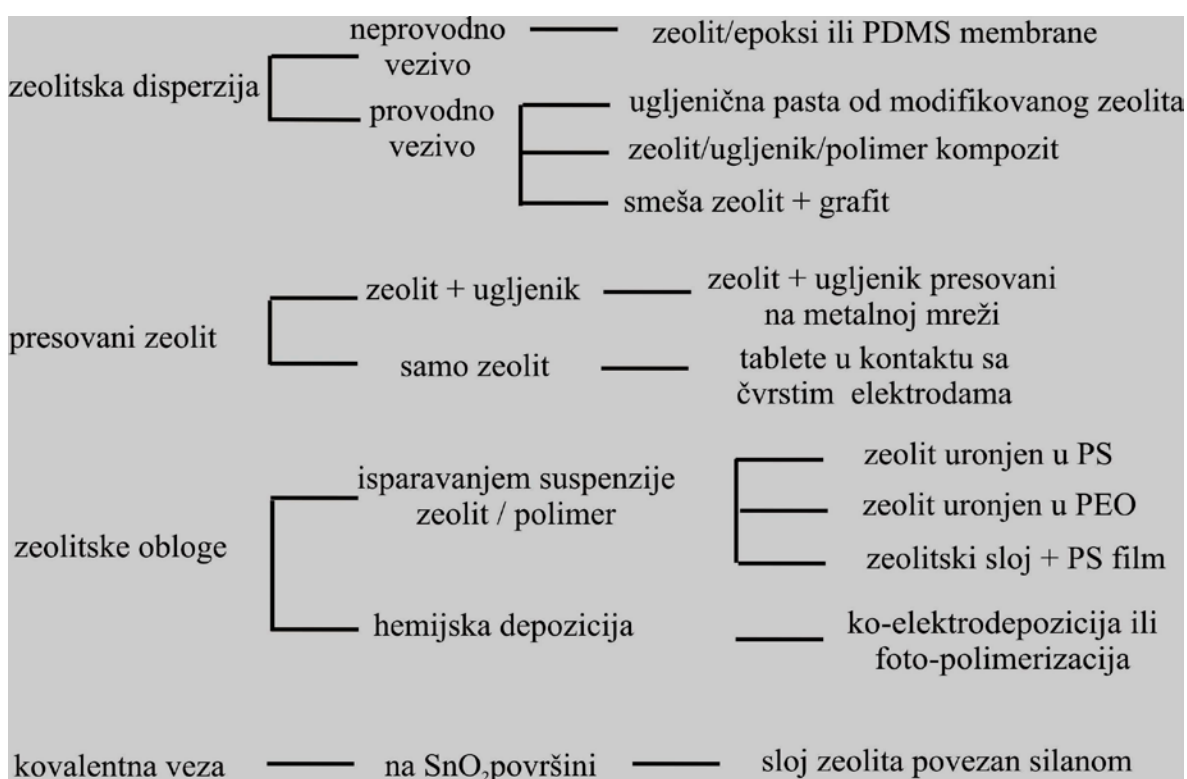 neprovodno
vezivo
zeolit/epoksi ili PDMS membrane
zeolitska disperzija
provodno
vezivo
ugljenična pasta od modifikovanog zeolita
zeolit/ugljenik/polimer kompozit
smeša zeolit + grafit
presovani zeolit
zeolit + ugljenik
zeolit + ugljenik presovani
na metalnoj mreži
samo zeolit
tablete u kontaktu sa
čvrstim elektrodama
zeolitske obloge
isparavanjem suspenzije
zeolit / polimer
zeolit uronjen u PS
zeolit uronjen u PEO
zeolitski sloj + PS film
hemijska depozicija
ko-elektrodepozicija ili
foto-polimerizacija
kovalentna veza
na SnO₂površini
sloj zeolita povezan silanom